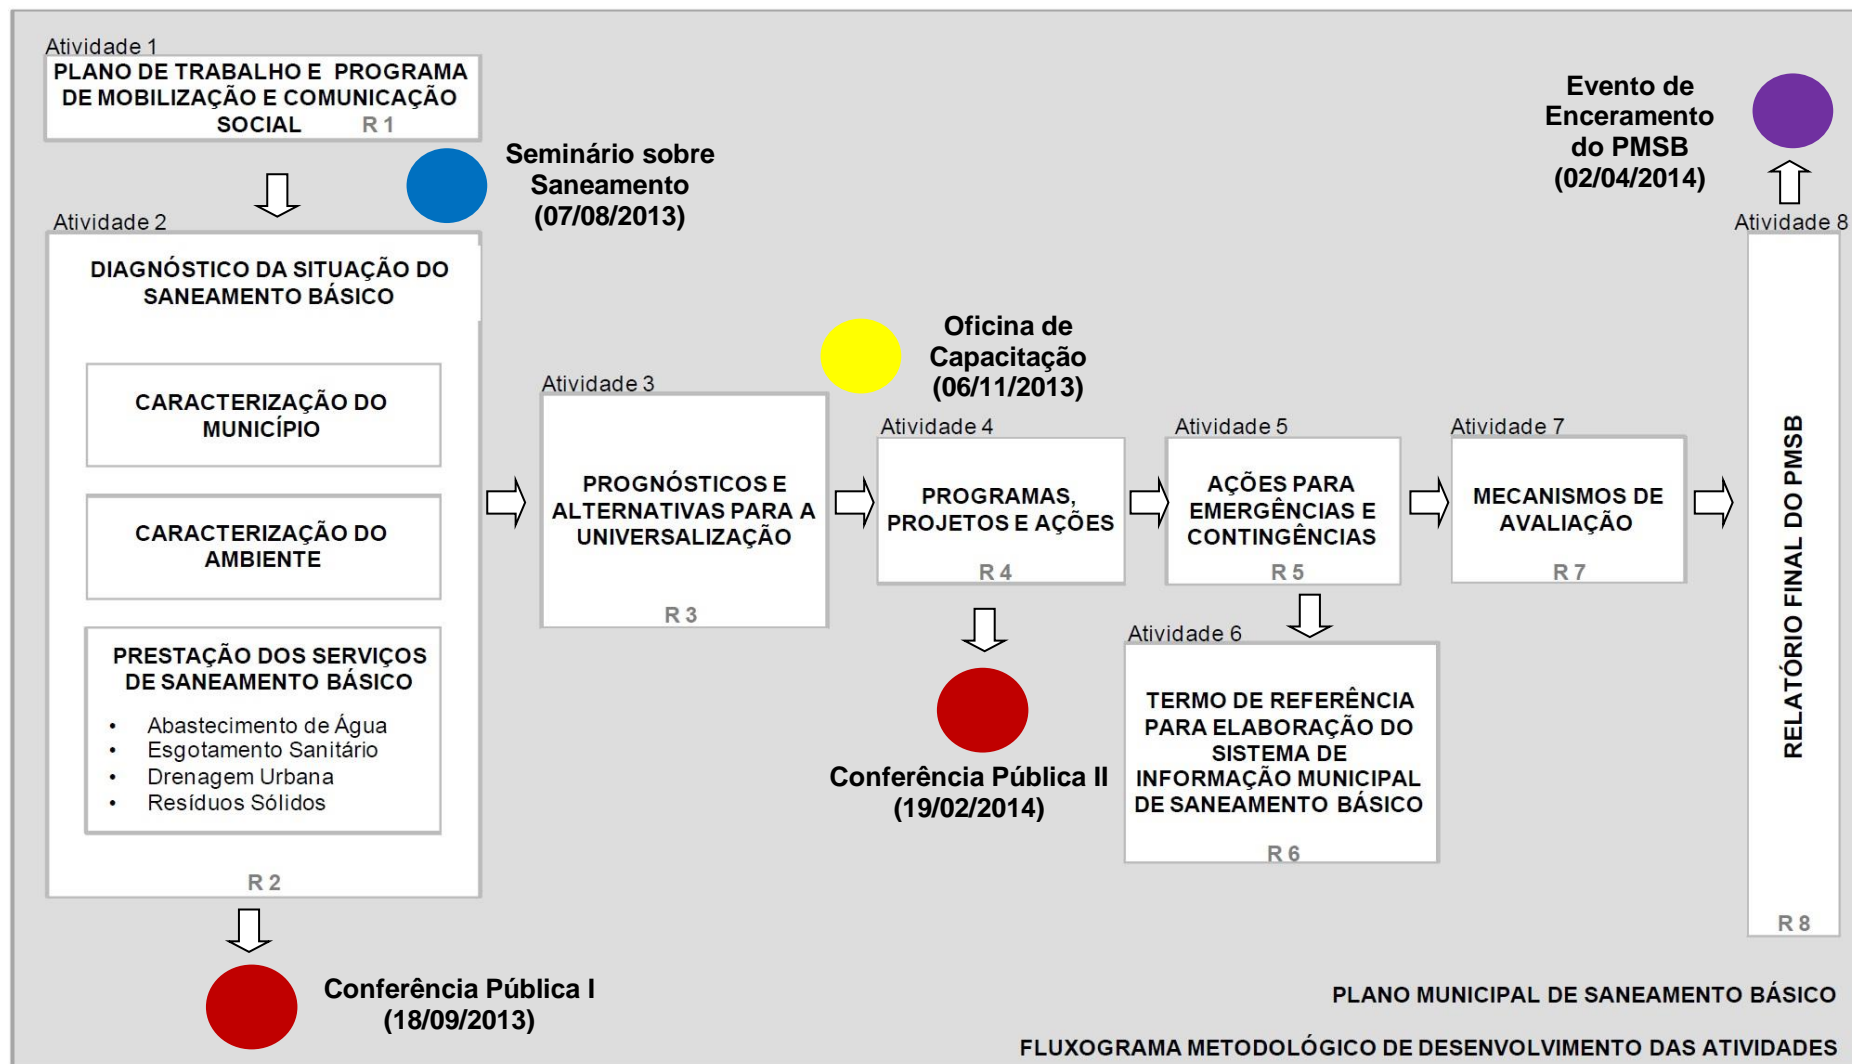 Atividade 1
PLANO DE TRABALHO E PROGRAMA
DE MOBILIZAÇÃO E COMUNICAÇÃO
SOCIAL R 1
Seminário sobre
Saneamento
(07/08/2013)
Evento de
Enceramento
do PMSB
(02/04/2014)
Atividade 2
DIAGNÓSTICO DA SITUAÇÃO DO
SANEAMENTO BÁSICO
CARACTERIZAÇÃO DO
MUNICÍPIO
CARACTERIZAÇÃO DO
AMBIENTE
PRESTAÇÃO DOS SERVIÇOS
DE SANEAMENTO BÁSICO
• Abastecimento de Água
• Esgotamento Sanitário
• Drenagem Urbana
• Resíduos Sólidos
R 2
Conferência Pública I
(18/09/2013)
Atividade 3
PROGNÓSTICOS E
ALTERNATIVAS PARA A
UNIVERSALIZAÇÃO
R 3
Oficina de
Capacitação
(06/11/2013)
Atividade 4
PROGRAMAS,
PROJETOS E AÇÕES
R 4
Conferência Pública II
(19/02/2014)
Atividade 5
AÇÕES PARA
EMERGÊNCIAS E
CONTINGÊNCIAS
R 5
Atividade 6
TERMO DE REFERÊNCIA
PARA ELABORAÇÃO DO
SISTEMA DE
INFORMAÇÃO MUNICIPAL
DE SANEAMENTO BÁSICO
R 6
Atividade 7
MECANISMOS DE
AVALIAÇÃO
R 7
Atividade 8
RELATÓRIO FINAL DO PMSB
R 8
PLANO MUNICIPAL DE SANEAMENTO BÁSICO
FLUXOGRAMA METODOLÓGICO DE DESENVOLVIMENTO DAS ATIVIDADES